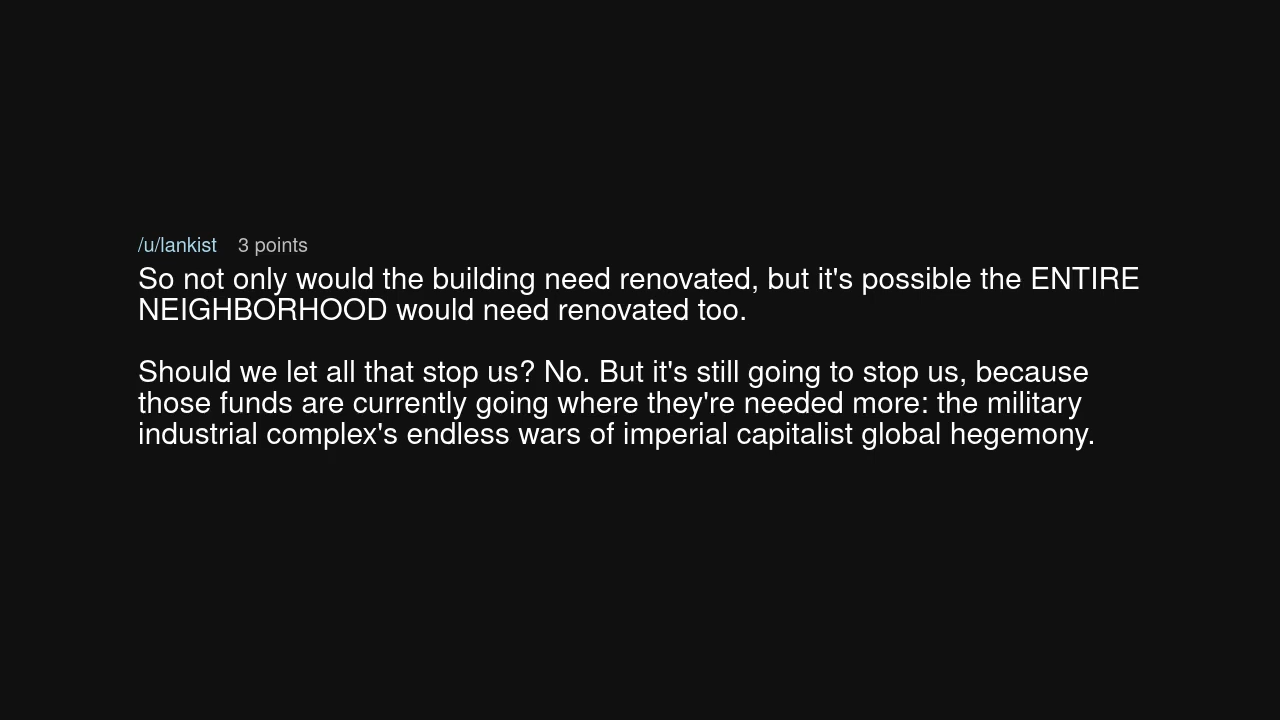 /u/lankist 3 points
So not only would the building need renovated, but it's possible the ENTIRE
NEIGHBORHOOD would need renovated too.
Should we let all that stop us? No. But it's still going to stop us, because
those funds are currently going where they're needed more: the military
industrial complex's endless wars of imperial capitalist global hegemony.